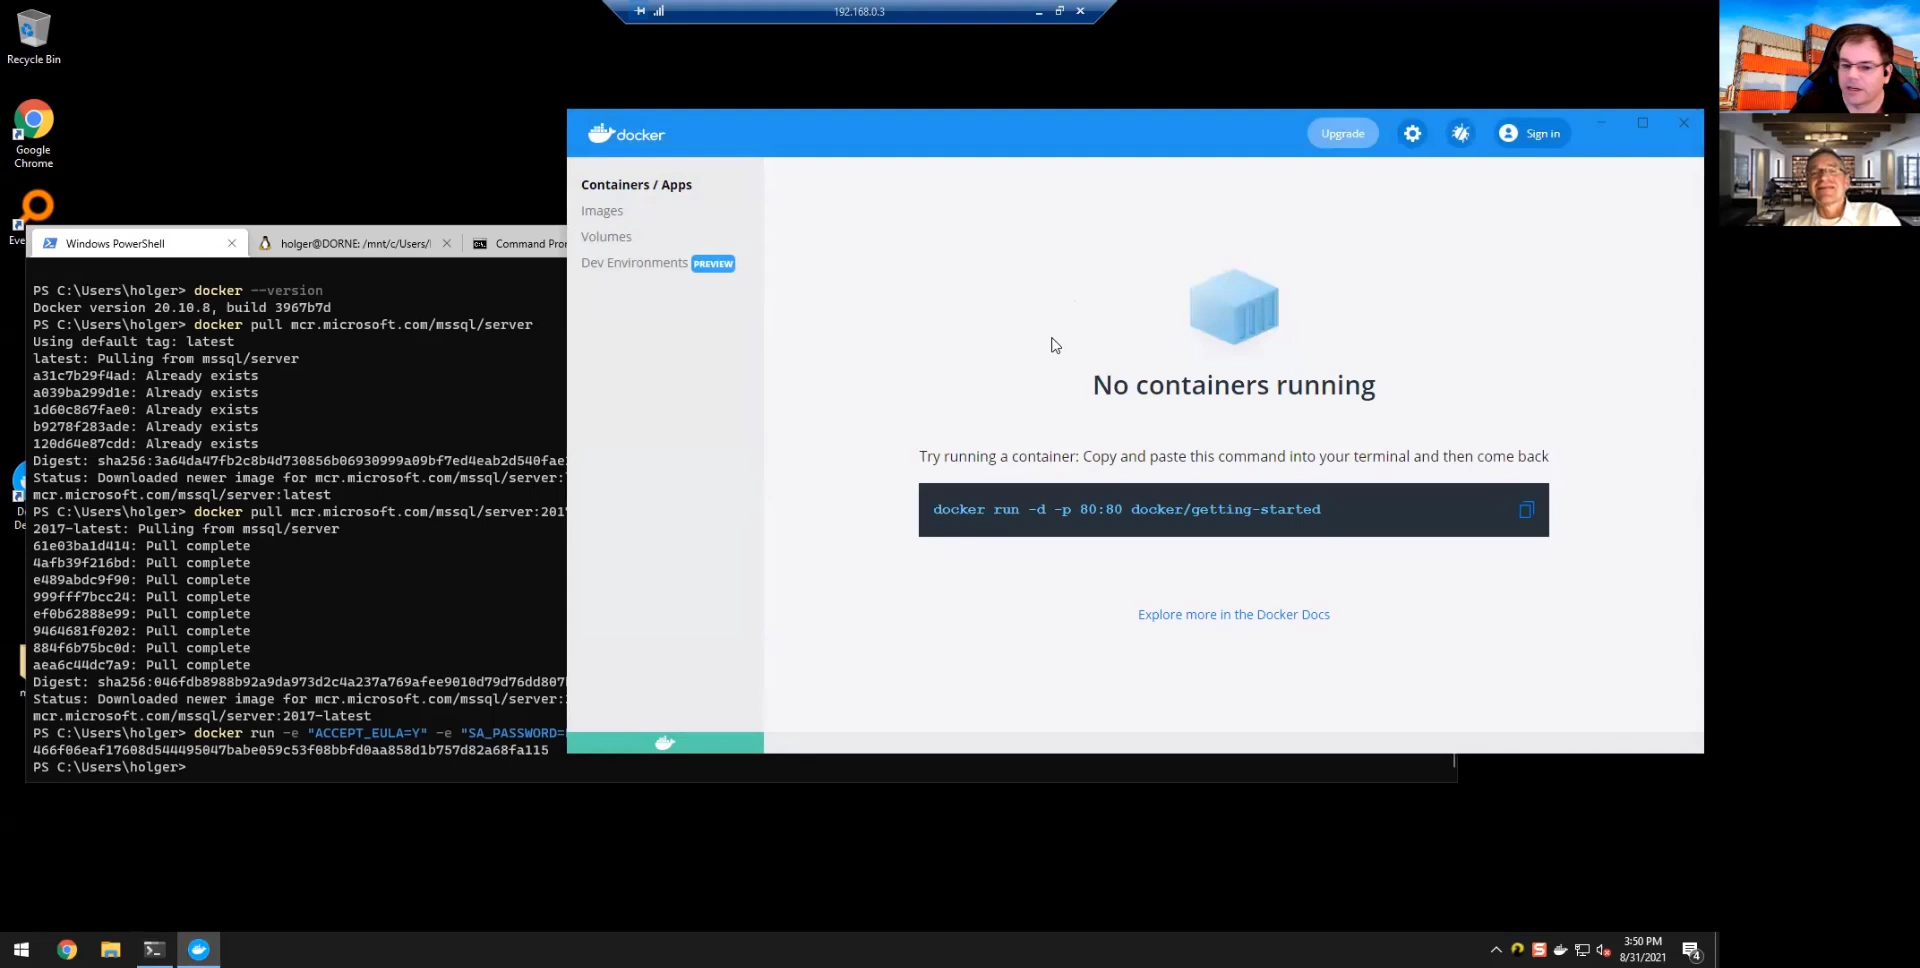 192.168.0.3
Recycle Bin
Google
Chrome
Windows PowerShell
holger@DORNE: /mnt/c/Users/
Command Pro
PS C:\Users\holger> docker --version
Docker version 20.10.8, build 3967b7d
PS C:\Users\holger> docker pull mcr.microsoft.com/mssql/server
Using default tag: latest
latest: Pulling from mssql/server
a31c7b29f4ad: Already exists
a039ba299d1e: Already exists
1d60c867fae0: Already exists
b9278f283ade: Already exists
120d64e87cdd: Already exists
Digest: sha256:3a64da47fb2c8b4d730856b06930999a09bf7ed4eab2d540fae
Status: Downloaded newer image for mcr.microsoft.com/mssql/server:
mcr.microsoft.com/mssql/server:latest
PS C:\Users\holger> docker pull mcr.microsoft.com/mssql/server:201
2017-latest: Pulling from mssql/server
61e03ba1d414: Pull complete
4afb39f216bd: Pull complete
e489abdc9f90: Pull complete
999fff7bcc24: Pull complete
ef0b62888e99: Pull complete
9464681f0202: Pull complete
884f6b75bc0d: Pull complete
aea6c44dc7a9: Pull complete
Digest: sha256:046fdb8988b92a9da973d2c4a237a769afee9010d79d76dd807
Status: Downloaded newer image for mcr.microsoft.com/mssql/server:
mcr.microsoft.com/mssql/server:2017-latest
PS C:\Users\holger> docker run -e "ACCEPT_EULA=Y" -e "SA_PASSWORD=
466f06eaf17608d544495047babe059c53f08bbfd0aa858d1b757d82a68fa115
PS C:\Users\holger>
docker
Upgrade
Sign in
Containers / Apps
Images
Volumes
Dev Environments PREVIEW
No containers running
Try running a container: Copy and paste this command into your terminal and then come back
docker run -d -p 80:80 docker/getting-started
Explore more in the Docker Docs
3:50 PM
8/31/2021
4